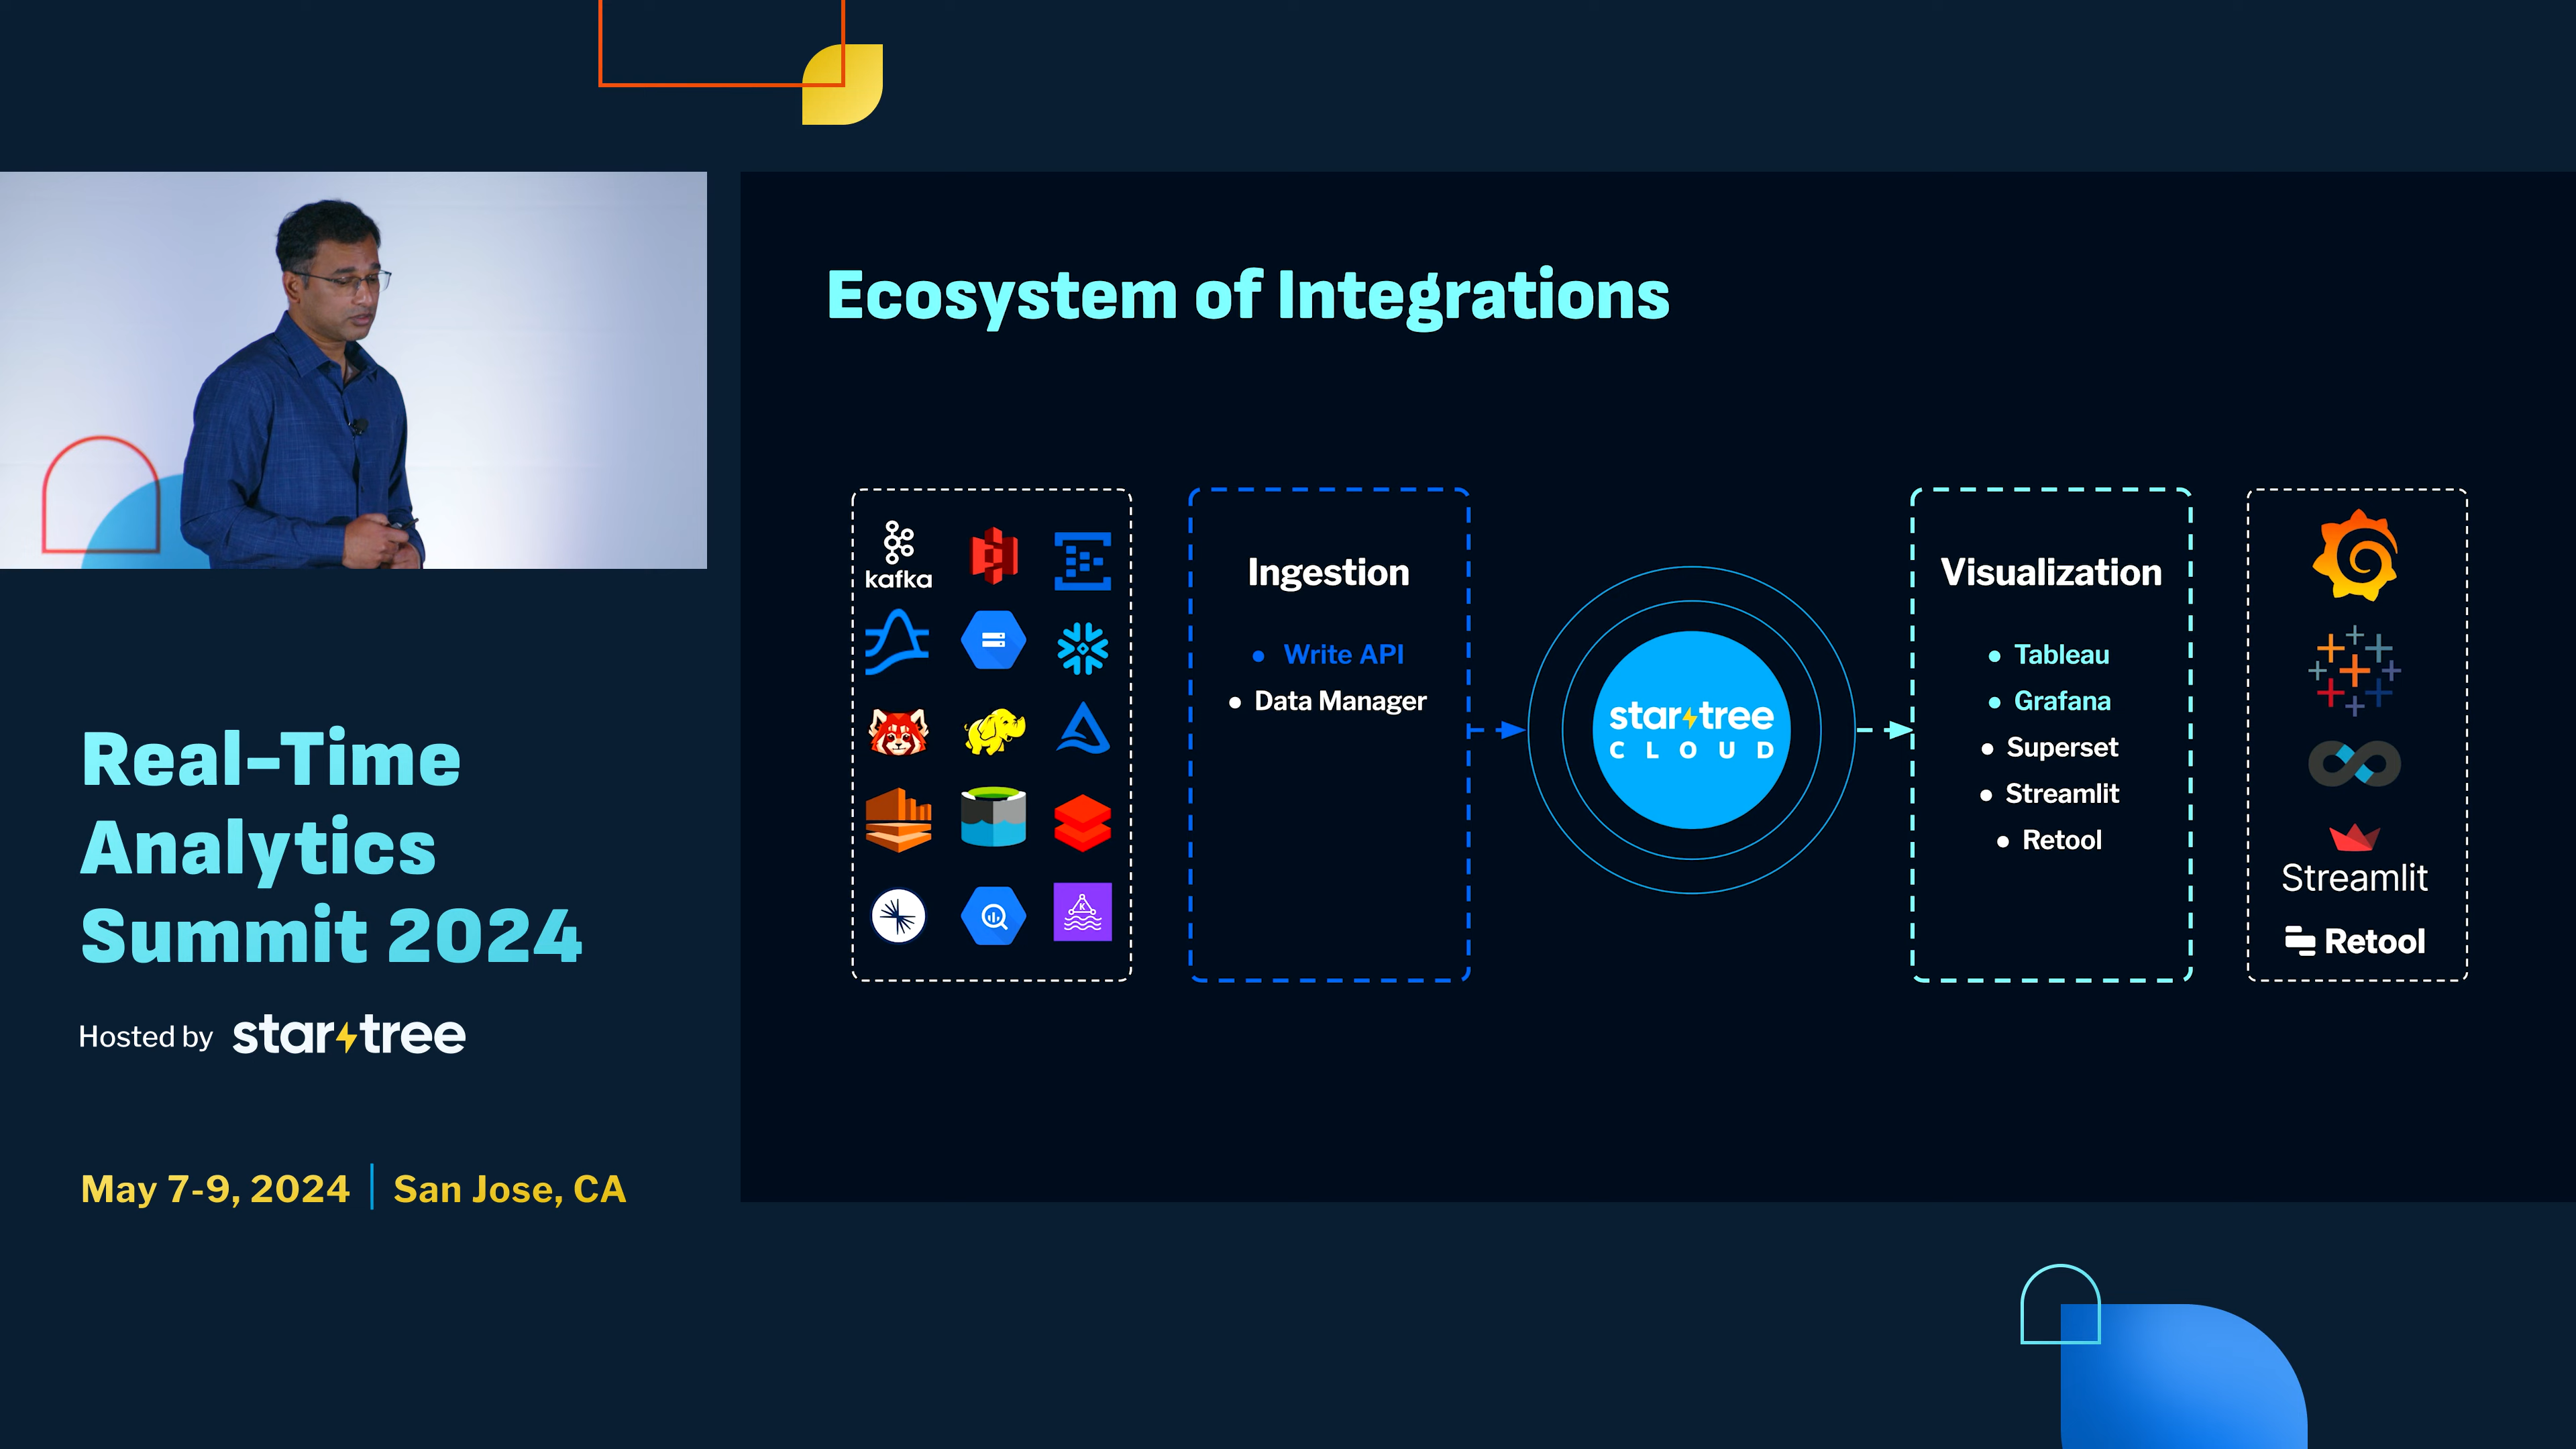 Ecosystem of Integrations
kafka
Ingestion
• Write API
• Data Manager
star tree
CLOUD
Visualization
• Tableau
• Grafana
• Superset
• Streamlit
• Retool
Streamlit
Retool
Real-Time
Analytics
Summit 2024
Hosted by star tree
May 7-9, 2024 | San Jose, CA
K